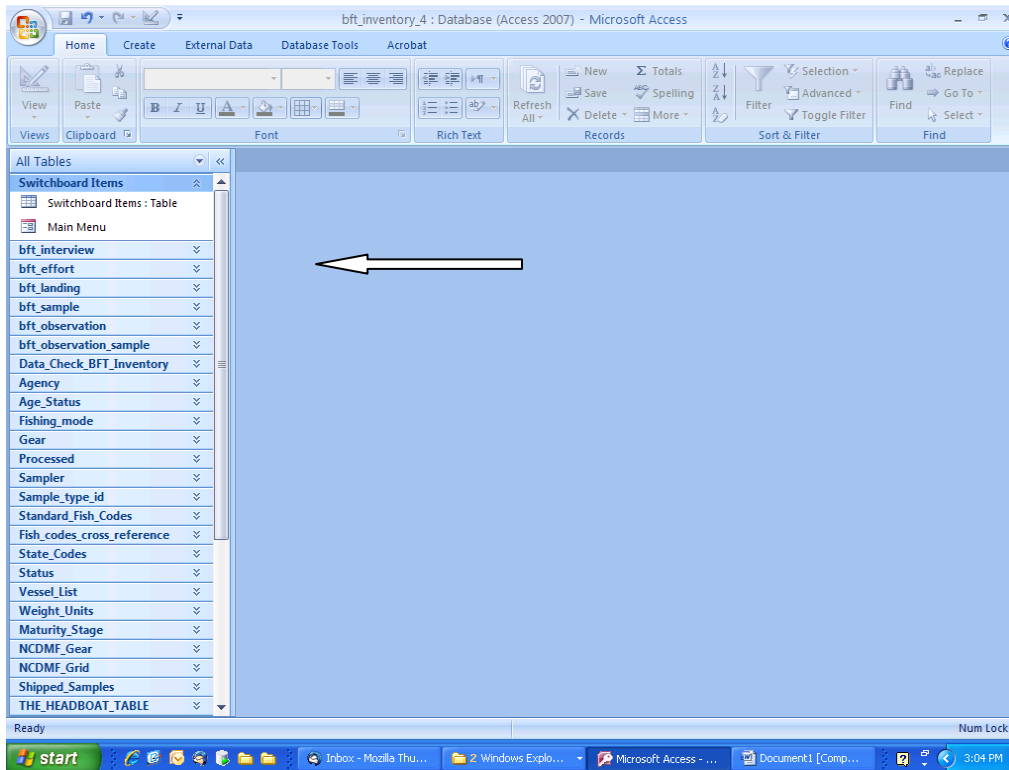 bft_inventory_4 : Database (Access 2007) - Microsoft Access
Home Create External Data Database Tools Acrobat
View
Paste
B I U A
Refresh All
New
Save
Delete
Σ Totals
Spelling
More
Filter
Selection
Advanced
Toggle Filter
Find
Replace
Go To
Select
Views Clipboard Font Rich Text Records Sort & Filter Find
All Tables
Switchboard Items
Switchboard Items : Table
Main Menu
bft_interview
bft_effort
bft_landing
bft_sample
bft_observation
bft_observation_sample
Data_Check_BFT_Inventory
Agency
Age_Status
Fishing_mode
Gear
Processed
Sampler
Sample_type_id
Standard_Fish_Codes
Fish_codes_cross_reference
State_Codes
Status
Vessel_List
Weight_Units
Maturity_Stage
NCDMF_Gear
NCDMF_Grid
Shipped_Samples
THE_HEADBOAT_TABLE
Ready Num Lock
start Inbox - Mozilla Thu... 2 Windows Explo... Microsoft Access - ... Document1 [Comp... 3:04 PM